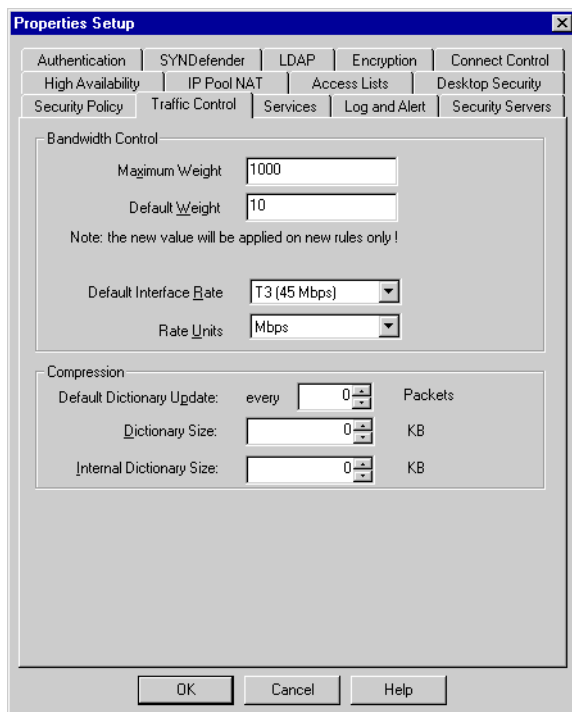 Properties Setup
Authentication SYNDefender LDAP Encryption Connect Control
High Availability IP Pool NAT Access Lists Desktop Security
Security Policy Traffic Control Services Log and Alert Security Servers
Bandwidth Control
Maximum Weight 1000
Default Weight 10
Note: the new value will be applied on new rules only !
Default Interface Rate T3 (45 Mbps)
Rate Units Mbps
Compression
Default Dictionary Update: every 0 Packets
Dictionary Size: 0 KB
Internal Dictionary Size: 0 KB
OK Cancel Help